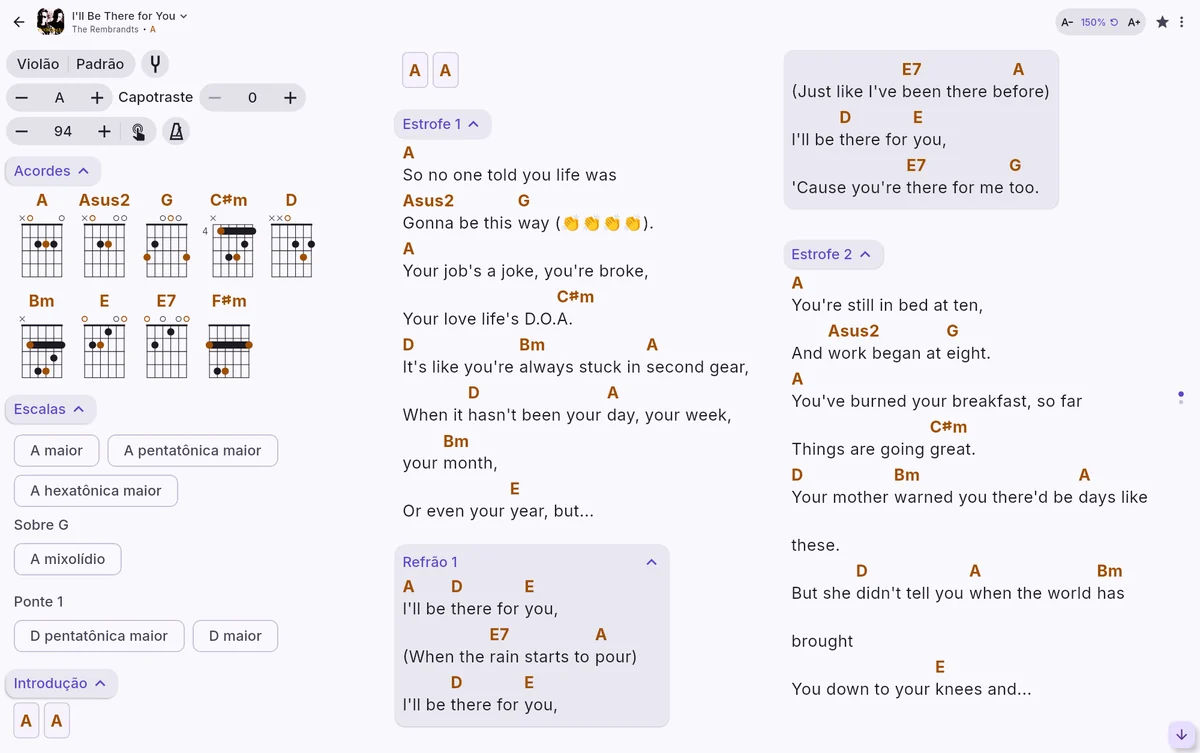 I'll Be There for You
The Rembrandts • A
A- 150% A+
Violão Padrão
− A + Capotraste − 0 +
− 94 +
Acordes
A Asus2 G C#m D
×○ ○ ×○ ○○ ○○○ × ××○
4
Bm E E7 F#m
× ○ ○○ ○ ○ ○○
Escalas
A maior A pentatônica maior
A hexatônica maior
Sobre G
A mixolídio
Ponte 1
D pentatônica maior D maior
Introdução
A A
A A
Estrofe 1
A
So no one told you life was
Asus2 G
Gonna be this way (👏👏👏👏).
A
Your job's a joke, you're broke,
C#m
Your love life's D.O.A.
D Bm A
It's like you're always stuck in second gear,
D A
When it hasn't been your day, your week,
Bm
your month,
E
Or even your year, but...
Refrão 1
A D E
I'll be there for you,
E7 A
(When the rain starts to pour)
D E
I'll be there for you,
E7 A
(Just like I've been there before)
D E
I'll be there for you,
E7 G
'Cause you're there for me too.
Estrofe 2
A
You're still in bed at ten,
Asus2 G
And work began at eight.
A
You've burned your breakfast, so far
C#m
Things are going great.
D Bm A
Your mother warned you there'd be days like
these.
D A Bm
But she didn't tell you when the world has
brought
E
You down to your knees and...